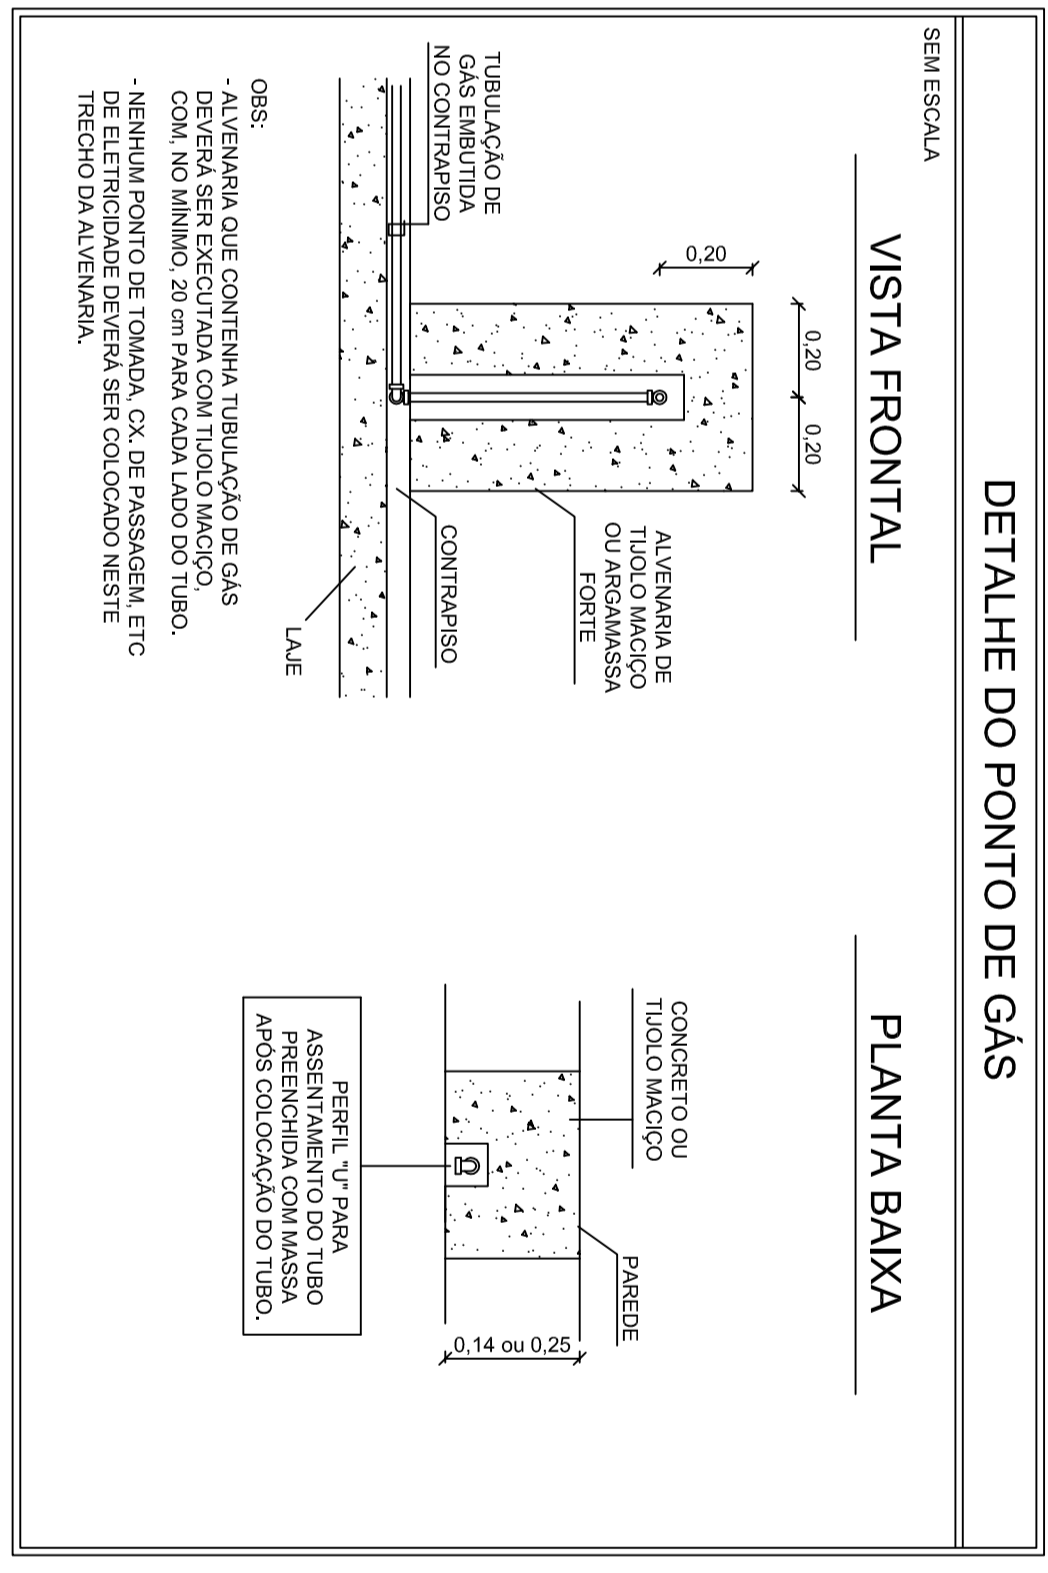 DETALHE DO PONTO DE GÁS
SEM ESCALA
VISTA FRONTAL
0,20
0,20
0,20
ALVENARIA DE
TIJOLO MACIÇO
OU ARGAMASSA
FORTE
TUBULAÇÃO DE
GÁS EMBUTIDA
NO CONTRAPISO
CONTRAPISO
LAJE
OBS:
- ALVENARIA QUE CONTENHA TUBULAÇÃO DE GÁS
DEVERÁ SER EXECUTADA COM TIJOLO MACIÇO,
COM, NO MÍNIMO, 20 cm PARA CADA LADO DO TUBO.
- NENHUM PONTO DE TOMADA, CX. DE PASSAGEM, ETC
DE ELETRICIDADE DEVERÁ SER COLOCADO NESTE
TRECHO DA ALVENARIA.
PLANTA BAIXA
CONCRETO OU
TIJOLO MACIÇO
PAREDE
0,14 ou 0,25
PERFIL "U" PARA
ASSENTAMENTO DO TUBO
PREENCHIDA COM MASSA
APÓS COLOCAÇÃO DO TUBO.